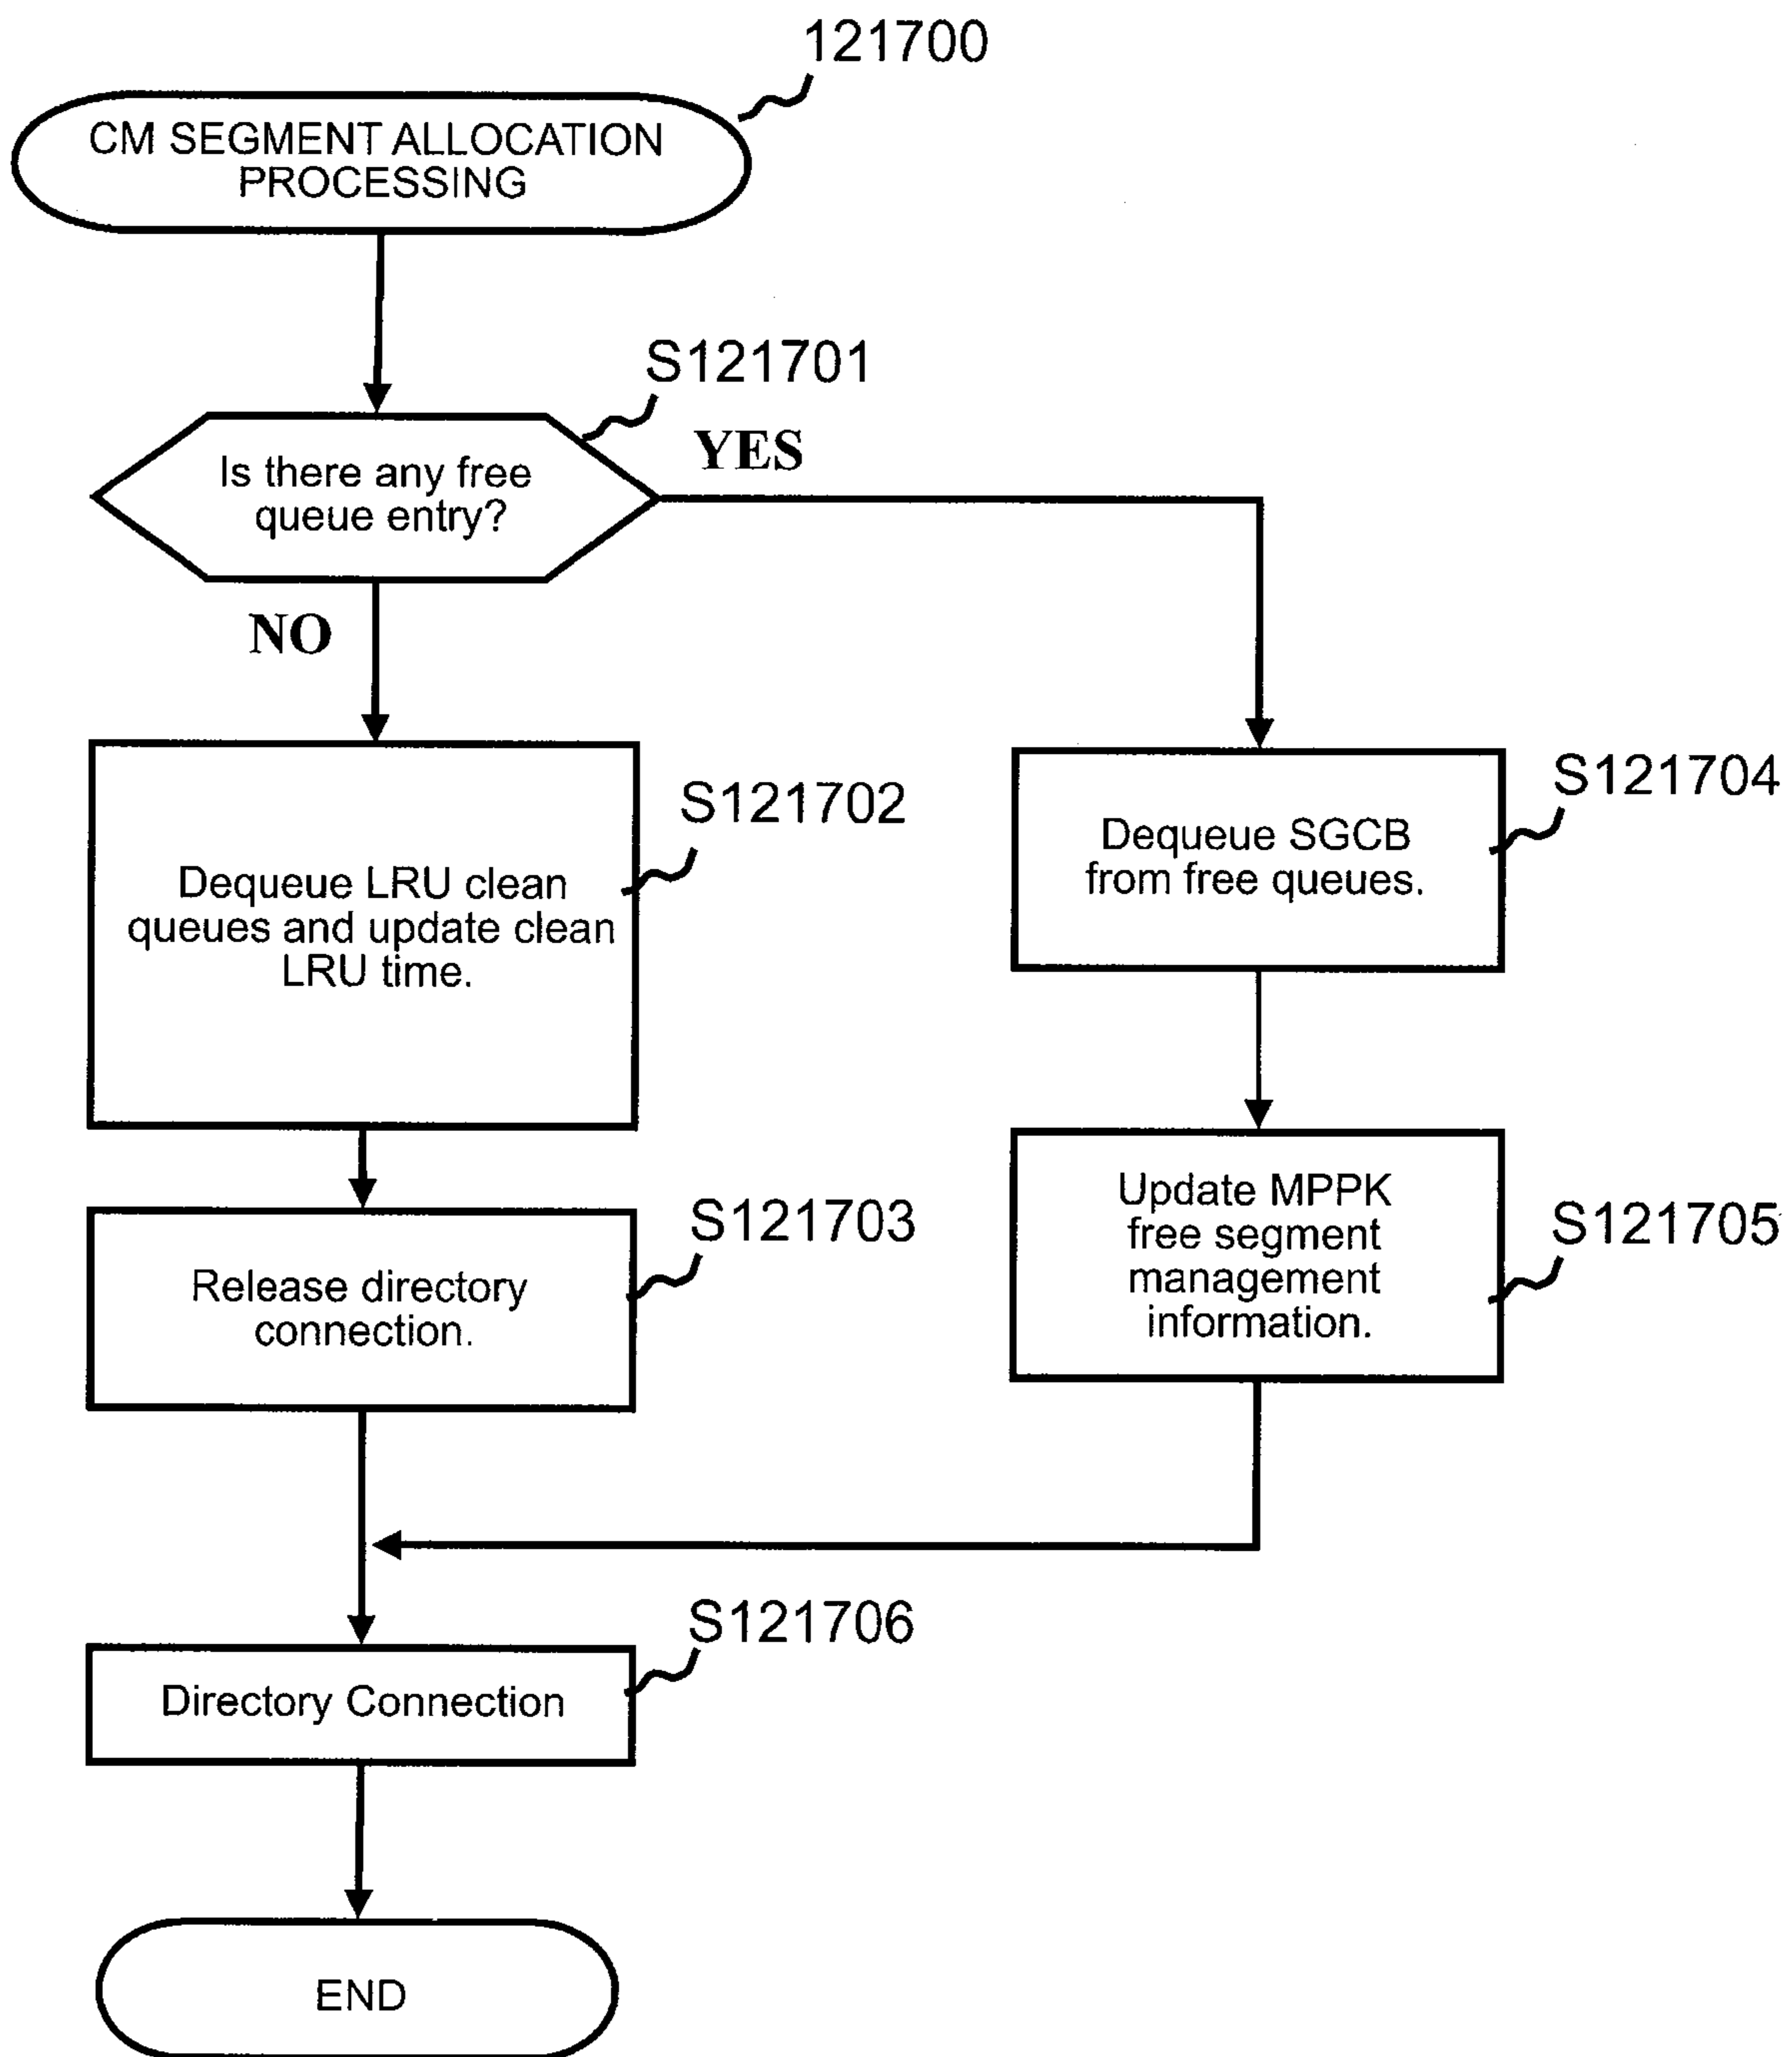 121700
CM SEGMENT ALLOCATION
PROCESSING
S121701
YES
Is there any free
queue entry?
NO
S121702
Dequeue LRU clean
queues and update clean
LRU time.
S121704
Dequeue SGCB
from free queues.
S121703
Release directory
connection.
S121705
Update MPPK
free segment
management
information.
S121706
Directory Connection
END